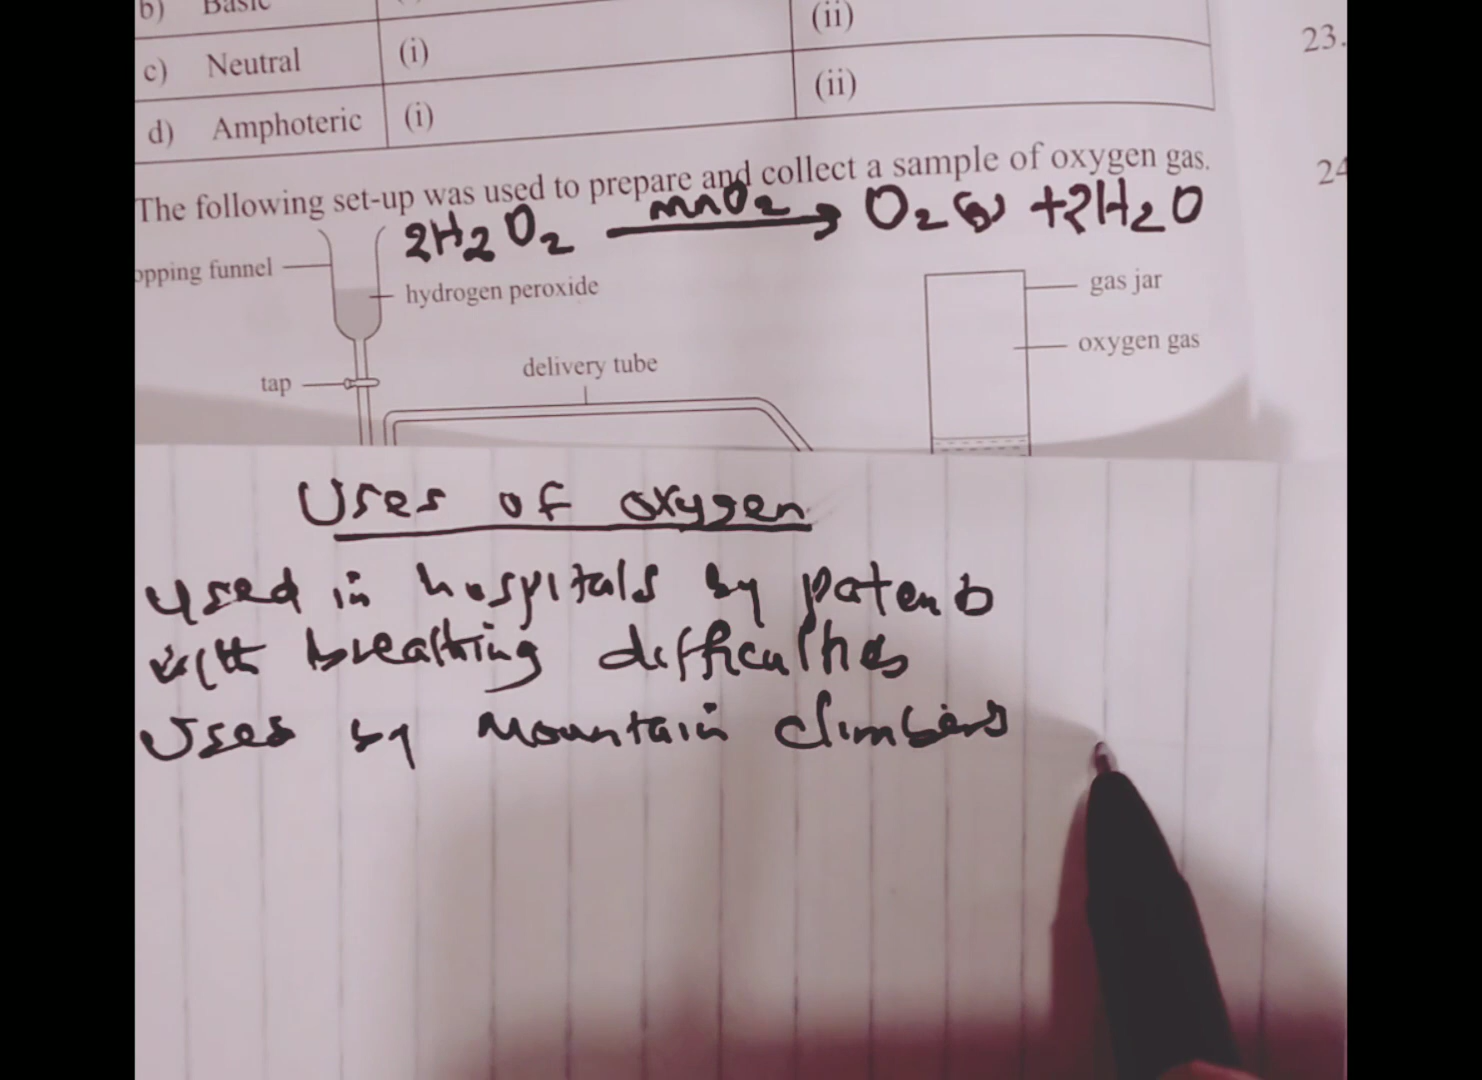 b) Basic
(ii)
c) Neutral (i)
(ii)
d) Amphoteric (i)
23.
24
The following set-up was used to prepare and collect a sample of oxygen gas.
2H2O2 MnO2 O2(g) + 2H2O
opping funnel
hydrogen peroxide
gas jar
oxygen gas
tap
delivery tube
Uses of oxygen
used in hospitals by patents
with breathing difficulties
Uses by Mountain climbers